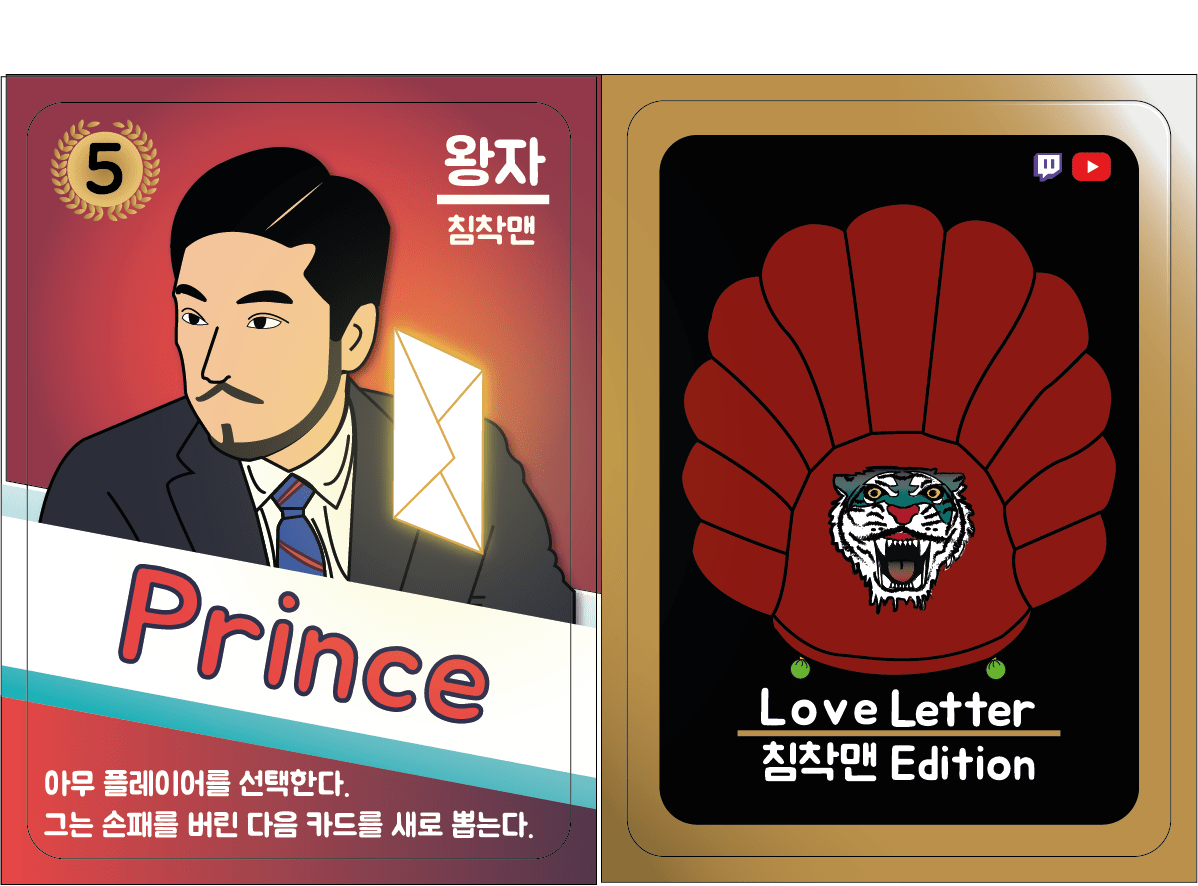 5
왕자
침착맨
Prince
아무 플레이어를 선택한다.
그는 손패를 버린 다음 카드를 새로 뽑는다.
Love Letter
침착맨 Edition